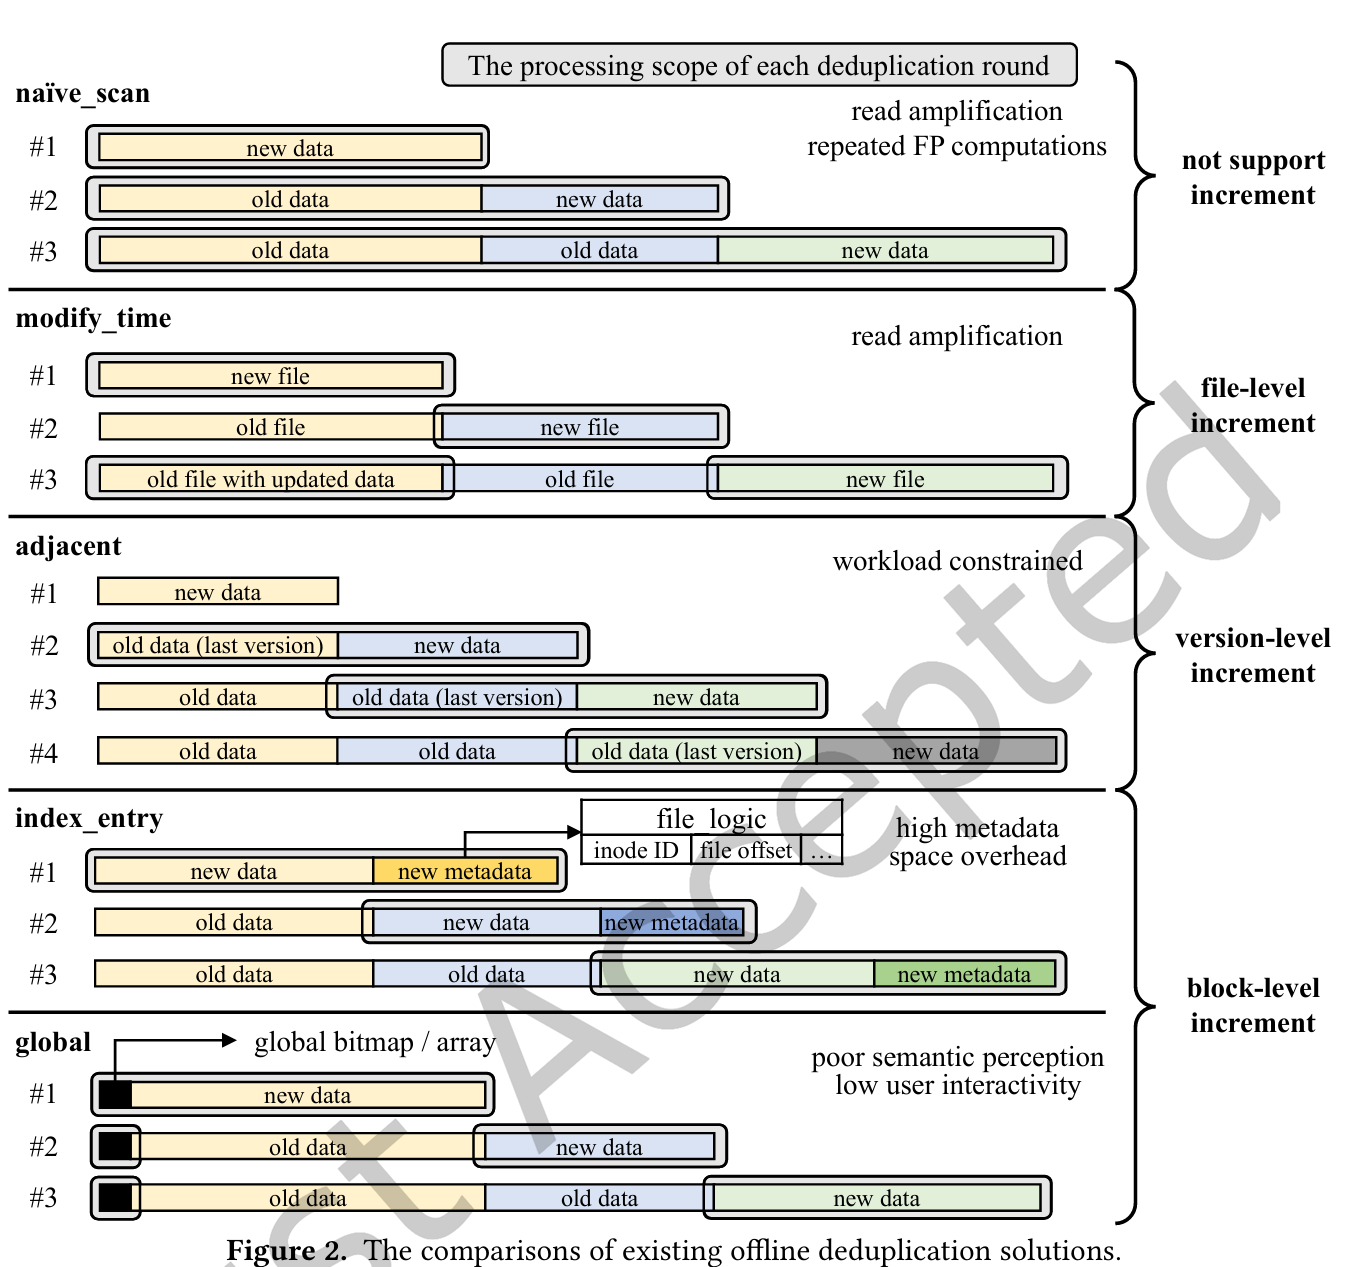 The processing scope of each deduplication round
naïve_scan
read amplification
repeated FP computations
#1 new data
#2 old data new data
#3 old data old data new data
not support
increment
modify_time
read amplification
#1 new file
#2 old file new file
#3 old file with updated data old file new file
file-level
increment
adjacent
workload constrained
#1 new data
#2 old data (last version) new data
#3 old data old data (last version) new data
#4 old data old data old data (last version) new data
version-level
increment
index_entry
file_logic
inode ID file offset ...
high metadata
space overhead
#1 new data new metadata
#2 old data new data new metadata
#3 old data old data new data new metadata
global
global bitmap / array
poor semantic perception
low user interactivity
#1 new data
#2 old data new data
#3 old data old data new data
block-level
increment
Figure 2. The comparisons of existing offline deduplication solutions.
Accepted